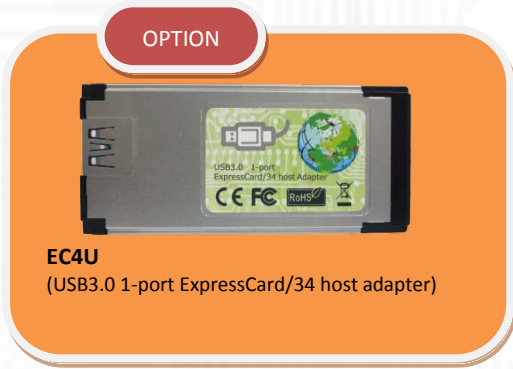 OPTION
USB3.0 1-port
ExpressCard/34 host Adapter
CE FC RoHS
EC4U
(USB3.0 1-port ExpressCard/34 host adapter)